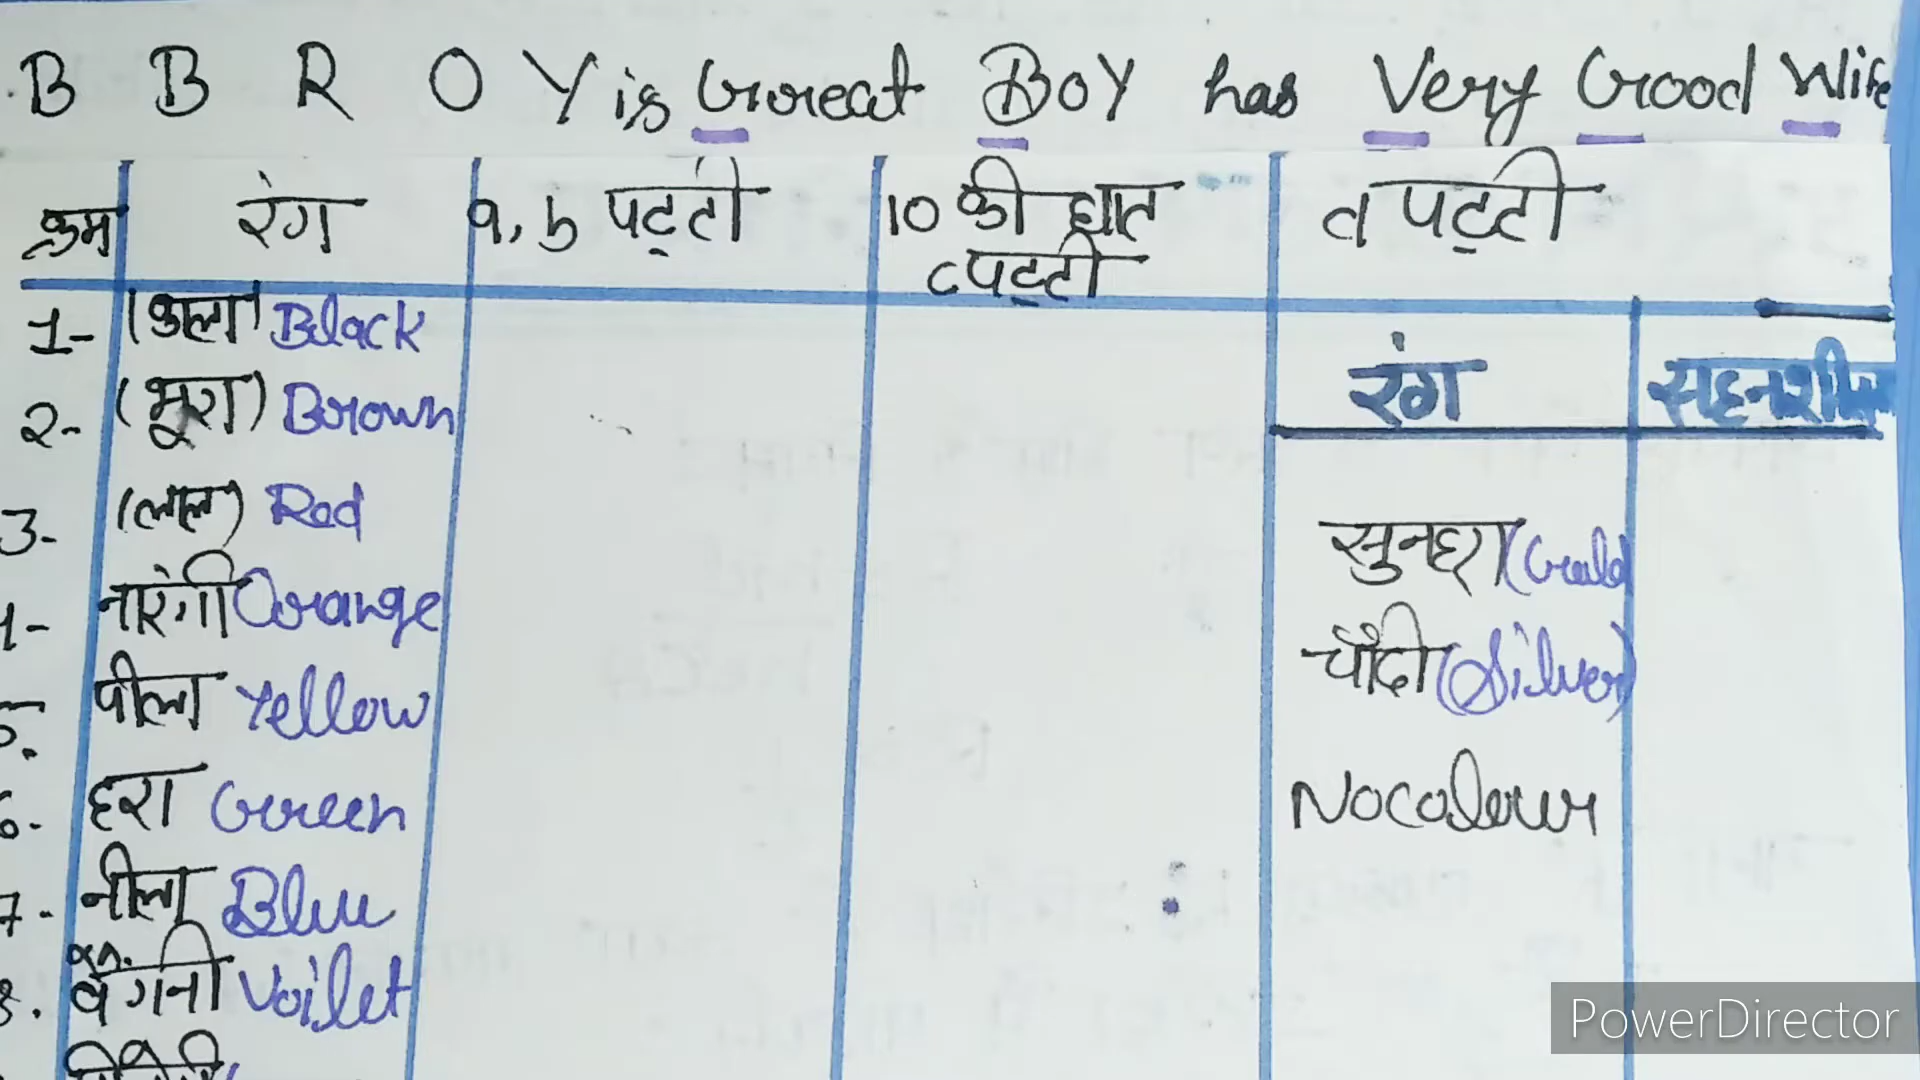 B B R O Y is Great BOY has Very Good Wife
क्रम रंग a, b पट्टी 10 की घात d पट्टी
c पट्टी
1- (काला) Black
रंग सहनशील
2- (भूरा) Brown
3- (लाल) Red
सुनहरा (Gold)
4- नारंगी Orange
चाँदी (Silver)
5- पीला Yellow
6- हरा Green
Nocolour
7- नीला Blue
8. बैंगनी Voilet
PowerDirector